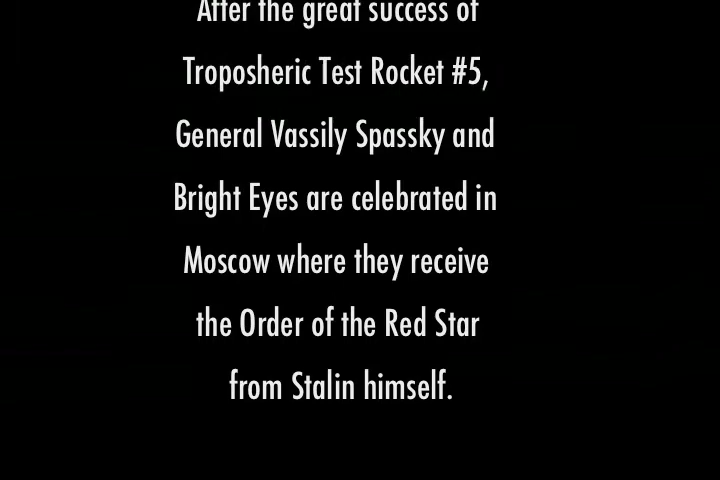 After the great success of
Troposheric Test Rocket #5,
General Vassily Spassky and
Bright Eyes are celebrated in
Moscow where they receive
the Order of the Red Star
from Stalin himself.